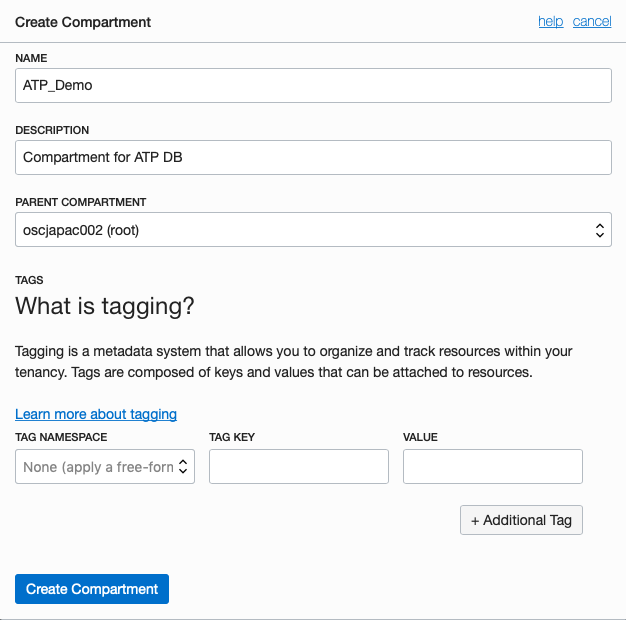 Create Compartment help cancel
NAME
ATP_Demo
DESCRIPTION
Compartment for ATP DB
PARENT COMPARTMENT
oscjapac002 (root)
TAGS
What is tagging?
Tagging is a metadata system that allows you to organize and track resources within your
tenancy. Tags are composed of keys and values that can be attached to resources.
Learn more about tagging
TAG NAMESPACE TAG KEY VALUE
None (apply a free-form
+ Additional Tag
Create Compartment